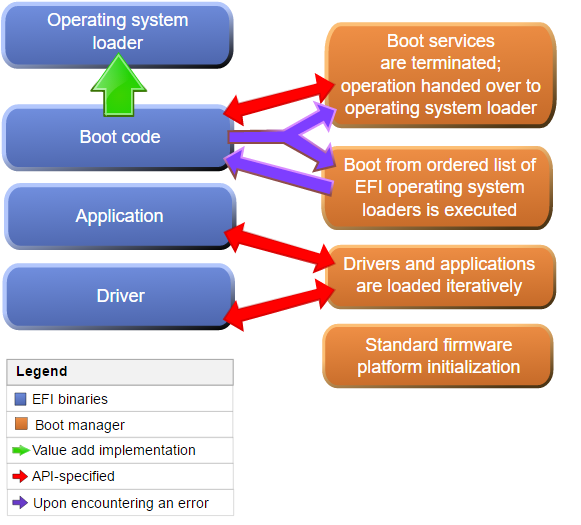 Operating system
loader
Boot code
Application
Driver
Boot services
are terminated;
operation handed over to
operating system loader
Boot from ordered list of
EFI operating system
loaders is executed
Drivers and applications
are loaded iteratively
Standard firmware
platform initialization
Legend
EFI binaries
Boot manager
Value add implementation
API-specified
Upon encountering an error